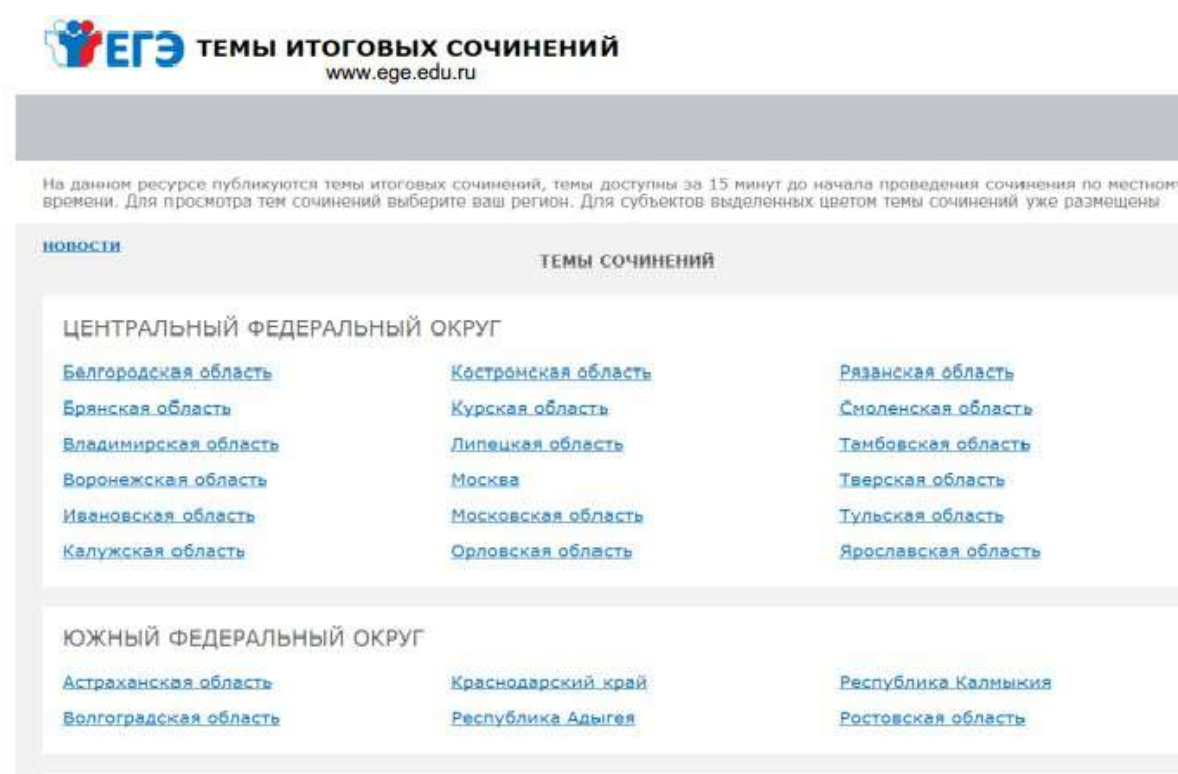 ЕГЭ ТЕМЫ ИТОГОВЫХ СОЧИНЕНИЙ
www.ege.edu.ru
На данном ресурсе публикуются темы итоговых сочинений, темы доступны за 15 минут до начала проведения сочинения по местном
времени. Для просмотра тем сочинений выберите ваш регион. Для субъектов выделенных цветом темы сочинений уже размещены
НОВОСТИ
ТЕМЫ СОЧИНЕНИЙ
ЦЕНТРАЛЬНЫЙ ФЕДЕРАЛЬНЫЙ ОКРУГ
Белгородская область Костромская область Рязанская область
Брянская область Курская область Смоленская область
Владимирская область Липецкая область Тамбовская область
Воронежская область Москва Тверская область
Ивановская область Московская область Тульская область
Калужская область Орловская область Ярославская область
ЮЖНЫЙ ФЕДЕРАЛЬНЫЙ ОКРУГ
Астраханская область Краснодарский край Республика Калмыкия
Волгоградская область Республика Адыгея Ростовская область